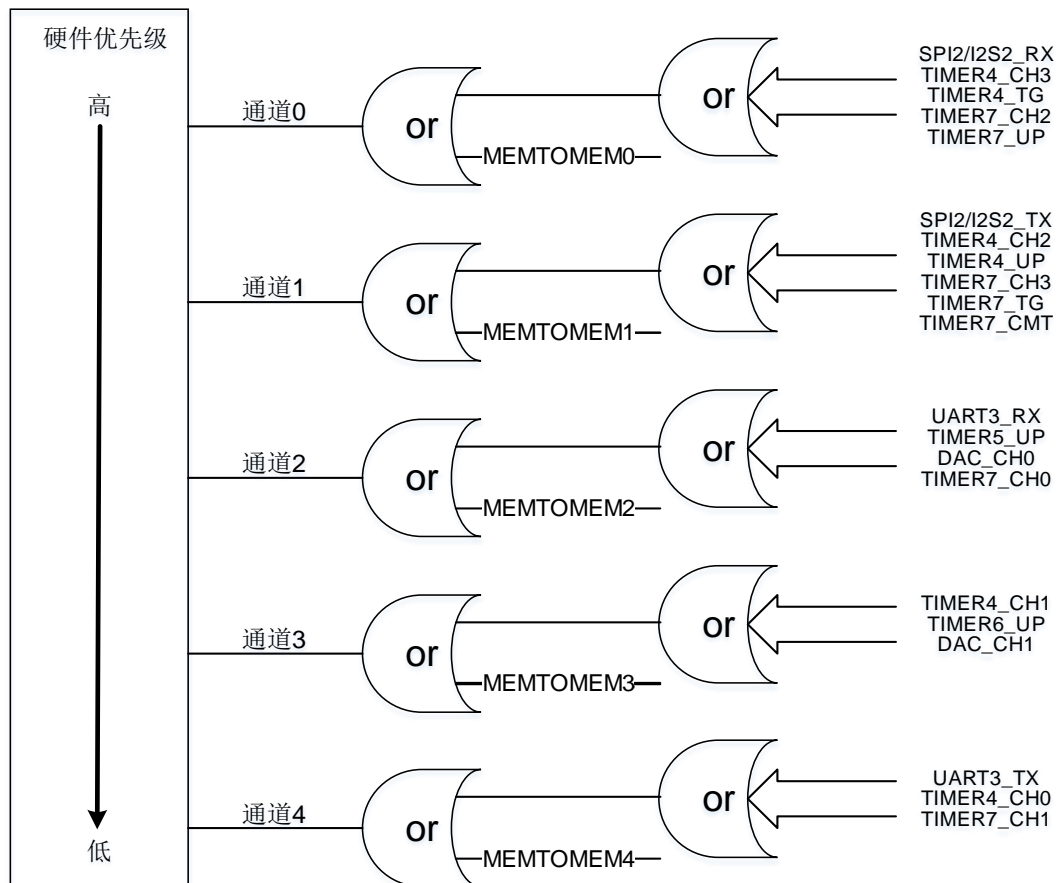 硬件优先级
高
低
通道0
or
MEMTOMEM0
or
SPI2/I2S2_RX
TIMER4_CH3
TIMER4_TG
TIMER7_CH2
TIMER7_UP
通道1
or
MEMTOMEM1
or
SPI2/I2S2_TX
TIMER4_CH2
TIMER4_UP
TIMER7_CH3
TIMER7_TG
TIMER7_CMT
通道2
or
MEMTOMEM2
or
UART3_RX
TIMER5_UP
DAC_CH0
TIMER7_CH0
通道3
or
MEMTOMEM3
or
TIMER4_CH1
TIMER6_UP
DAC_CH1
通道4
or
MEMTOMEM4
or
UART3_TX
TIMER4_CH0
TIMER7_CH1